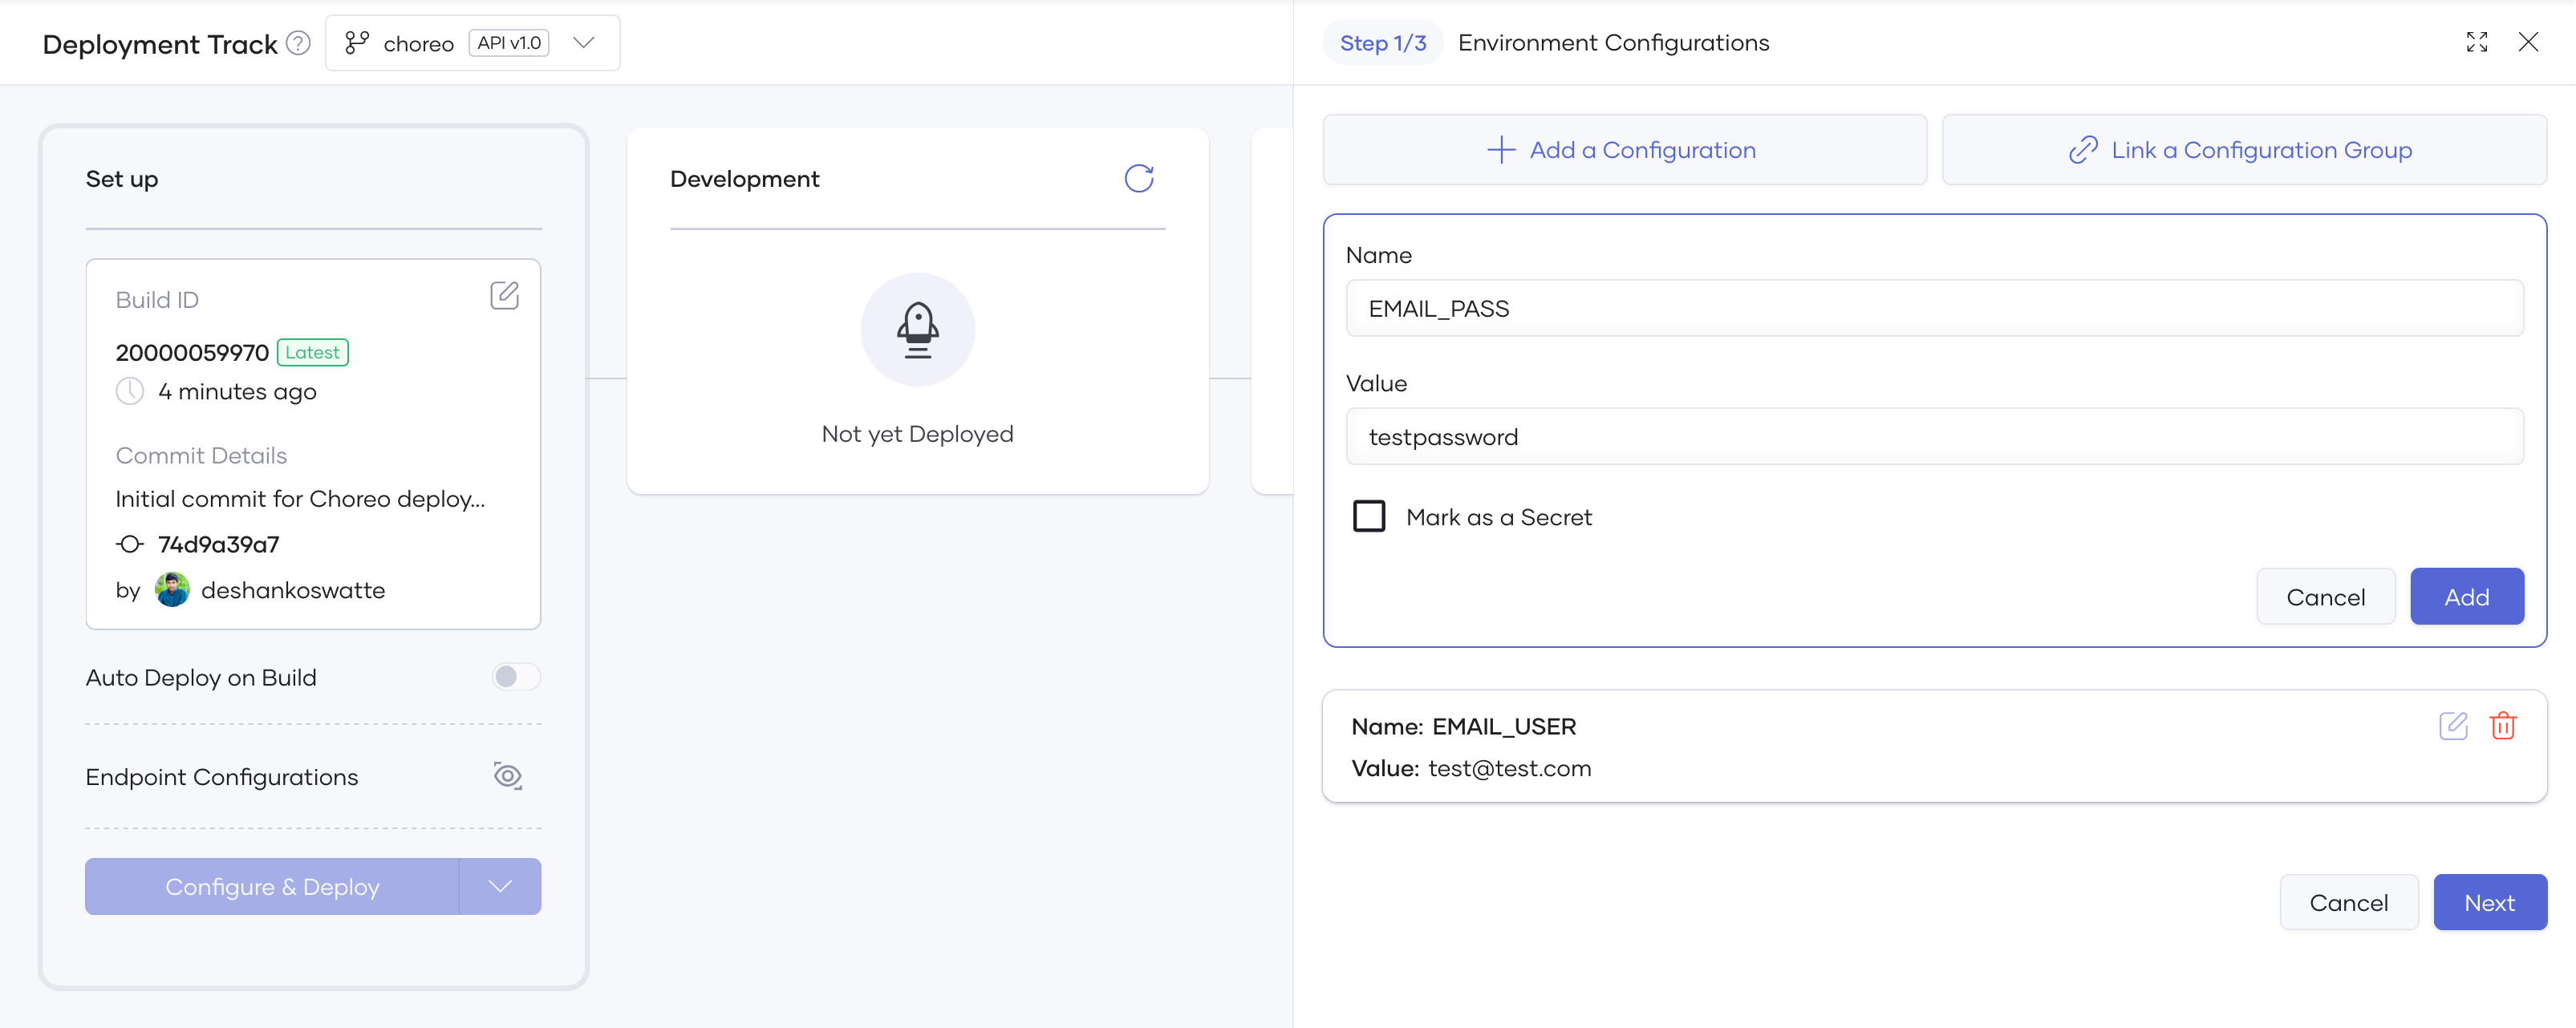 Deployment Track
?
choreo API v1.0
Step 1/3 Environment Configurations
Set up
Build ID
20000059970 Latest
4 minutes ago
Commit Details
Initial commit for Choreo deploy...
74d9a39a7
by deshankoswatte
Auto Deploy on Build
Endpoint Configurations
Configure & Deploy
Development
Not yet Deployed
Add a Configuration
Link a Configuration Group
Name
EMAIL_PASS
Value
testpassword
Mark as a Secret
Cancel Add
Name: EMAIL_USER
Value: test@test.com
Cancel Next